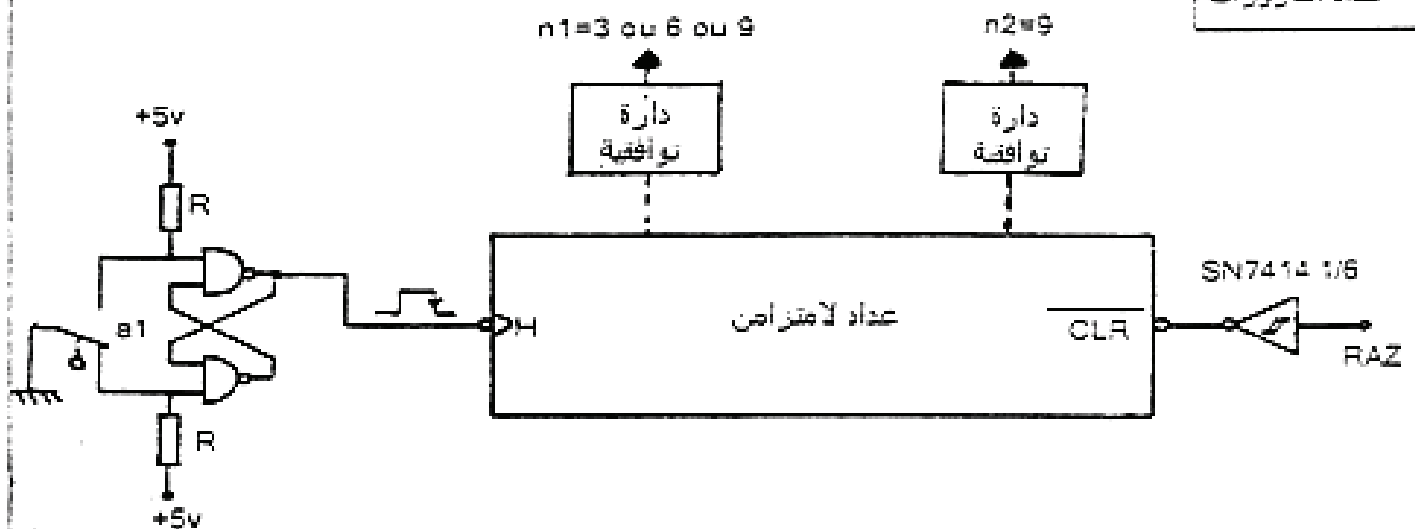 n1=3 ou 6 ou 9
n2=9
دارة
توافقية
دارة
توافقية
+5v
R
a1
R
+5v
H
عداد لامتزامن
CLR
SN7414 1/6
RAZ